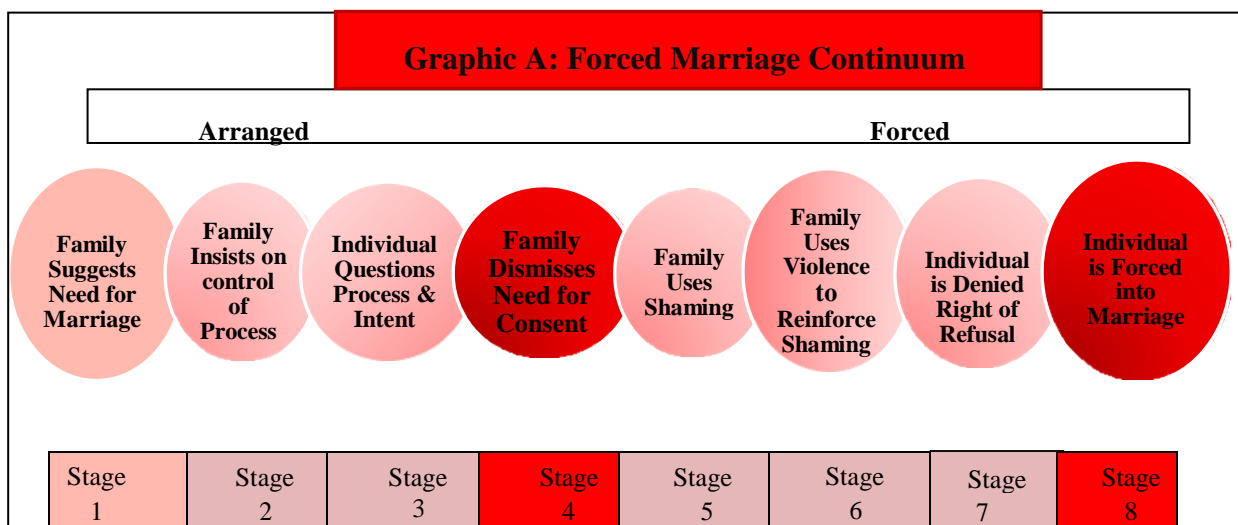 Graphic A: Forced Marriage Continuum
Arranged
Forced
Family
Suggests
Need for
Marriage
Family
Insists on
control
of
Process
Individual
Questions
Process &
Intent
Family
Dismisses
Need for
Consent
Family
Uses
Shaming
Family
Uses
Violence
to
Reinforce
Shaming
Individual
is Denied
Right of
Refusal
Individual
is Forced
into
Marriage
Stage
1
Stage
2
Stage
3
Stage
4
Stage
5
Stage
6
Stage
7
Stage
8